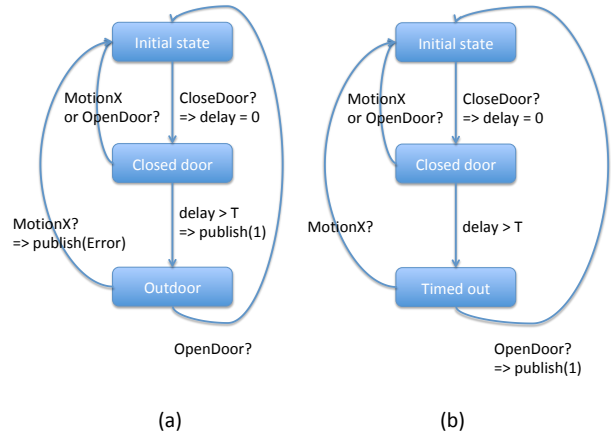 Initial state
MotionX
or OpenDoor?
CloseDoor?
=> delay = 0
Closed door
MotionX?
=> publish(Error)
delay > T
=> publish(1)
Outdoor
OpenDoor?
(a)
Initial state
MotionX
or OpenDoor?
CloseDoor?
=> delay = 0
Closed door
MotionX?
delay > T
Timed out
OpenDoor?
=> publish(1)
(b)